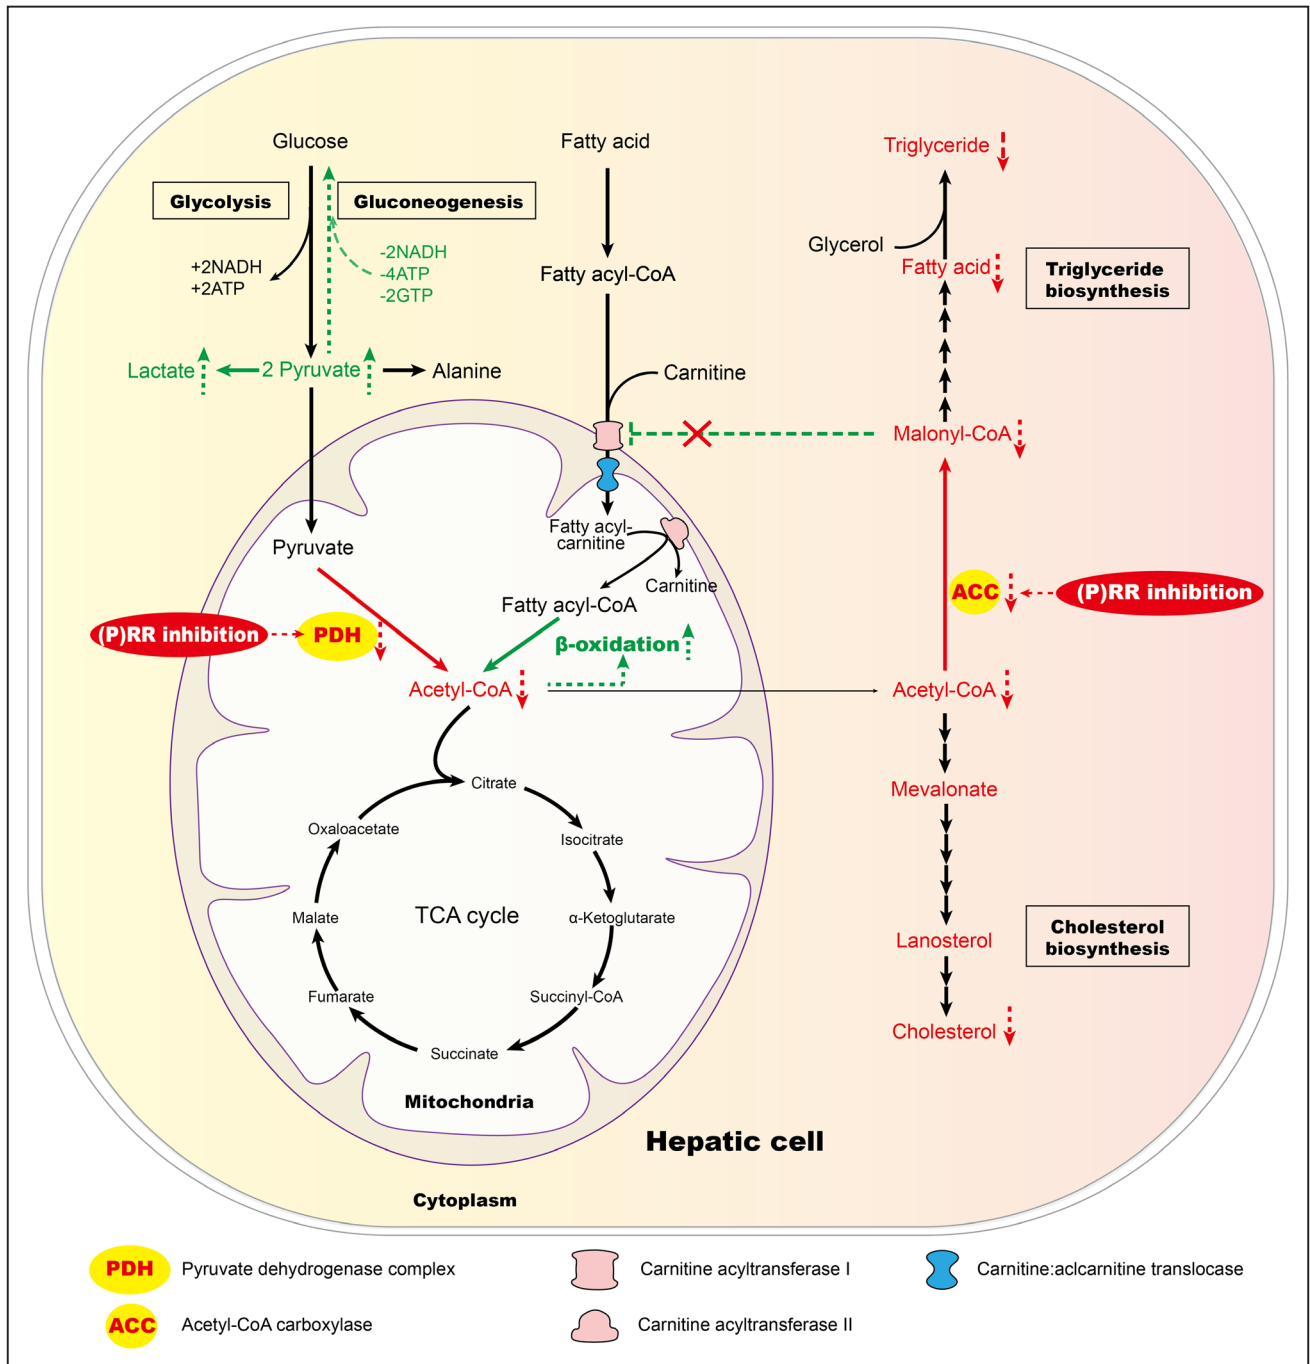 Glucose
Fatty acid
Triglyceride
Glycolysis
Gluconeogenesis
Glycerol
+2NADH
+2ATP
-2NADH
-4ATP
-2GTP
Fatty acyl-CoA
Fatty acid
Triglyceride
biosynthesis
Lactate
2 Pyruvate
Alanine
Carnitine
Malonyl-CoA
Fatty acyl-
carnitine
Pyruvate
Carnitine
Fatty acyl-CoA
ACC
(P)RR inhibition
(P)RR inhibition
PDH
β-oxidation
Acetyl-CoA
Acetyl-CoA
Citrate
Mevalonate
Oxaloacetate
Isocitrate
Malate
TCA cycle
α-Ketoglutarate
Lanosterol
Cholesterol
biosynthesis
Fumarate
Succinyl-CoA
Succinate
Cholesterol
Mitochondria
Hepatic cell
Cytoplasm
PDH
Pyruvate dehydrogenase complex
Carnitine acyltransferase I
Carnitine:aclcarnitine translocase
ACC
Acetyl-CoA carboxylase
Carnitine acyltransferase II